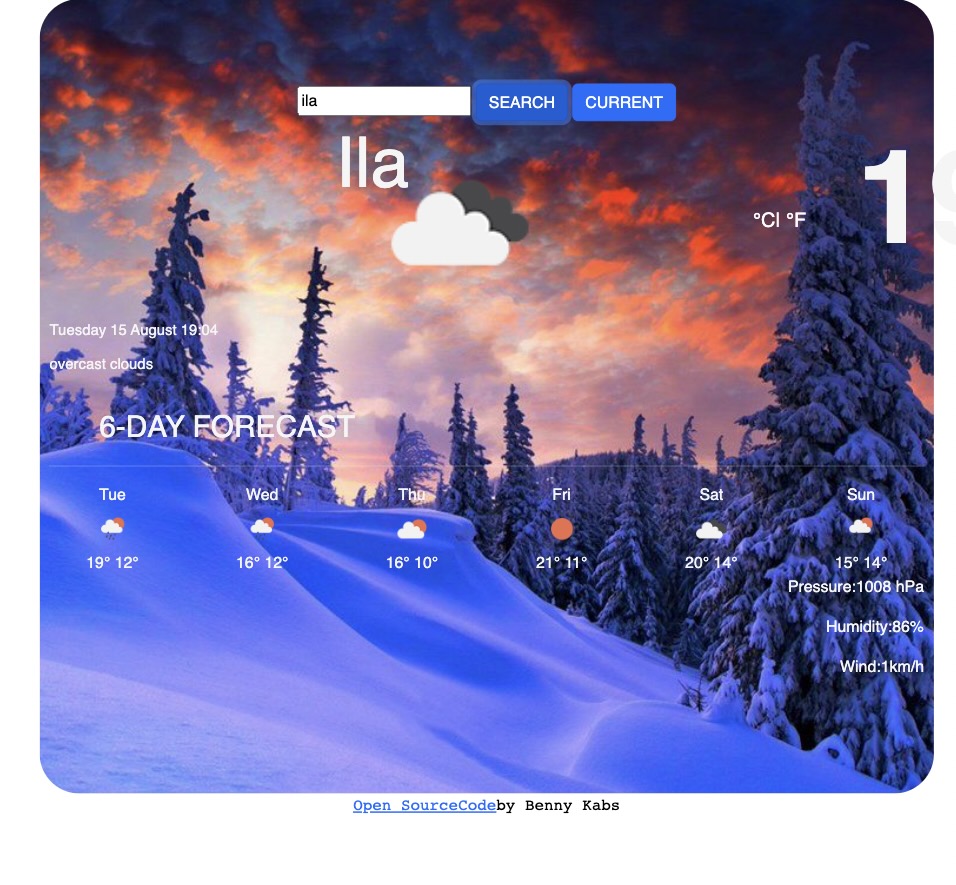 ila
SEARCH
CURRENT
Ila
°C| °F
19
Tuesday 15 August 19:04
overcast clouds
6-DAY FORECAST
Tue Wed Thu Fri Sat Sun
19° 12° 16° 12° 16° 10° 21° 11° 20° 14° 15° 14°
Pressure:1008 hPa
Humidity:86%
Wind:1km/h
Open SourceCodeby Benny Kabs